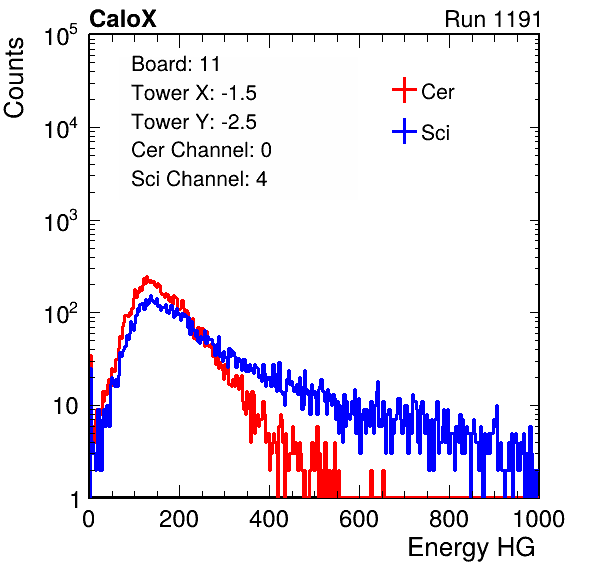 CaloX Run 1191
Counts
10^5
10^4
10^3
10^2
10
1
Board: 11
Tower X: -1.5
Tower Y: -2.5
Cer Channel: 0
Sci Channel: 4
Cer
Sci
0 200 400 600 800 1000
Energy HG